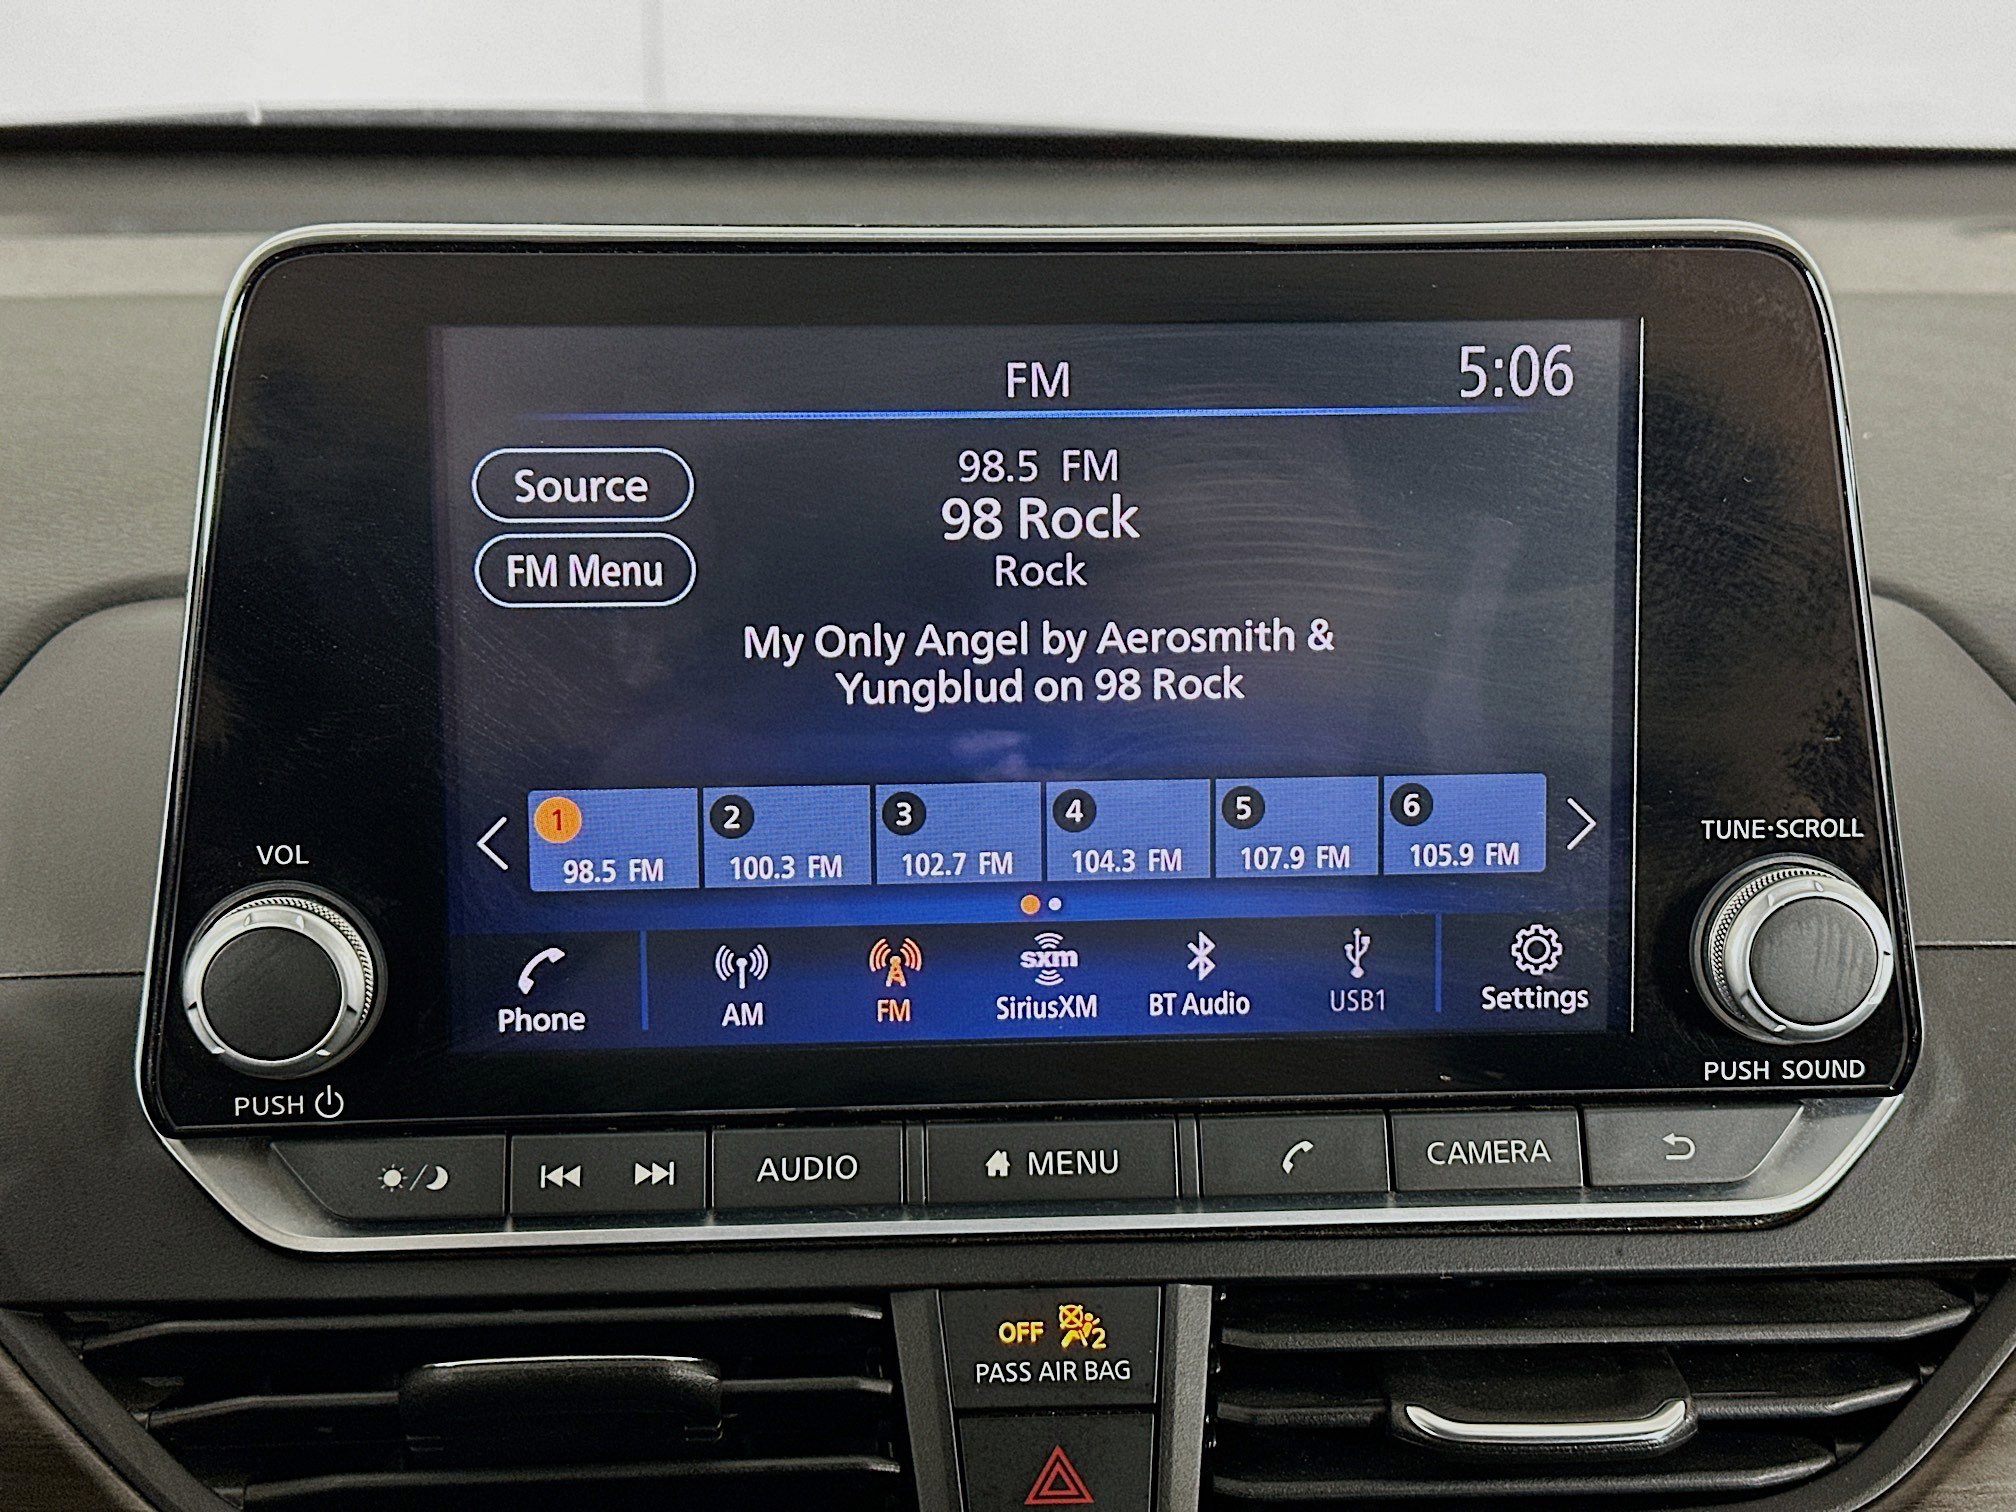 FM
5:06
Source
98.5 FM
98 Rock
FM Menu
Rock
My Only Angel by Aerosmith &
Yungblud on 98 Rock
1
2
3
4
5
6
98.5 FM
100.3 FM
102.7 FM
104.3 FM
107.9 FM
105.9 FM
VOL
TUNE·SCROLL
sxm
Phone
AM
FM
SiriusXM
BT Audio
USB1
Settings
PUSH
PUSH SOUND
AUDIO
MENU
CAMERA
OFF 2
PASS AIR BAG